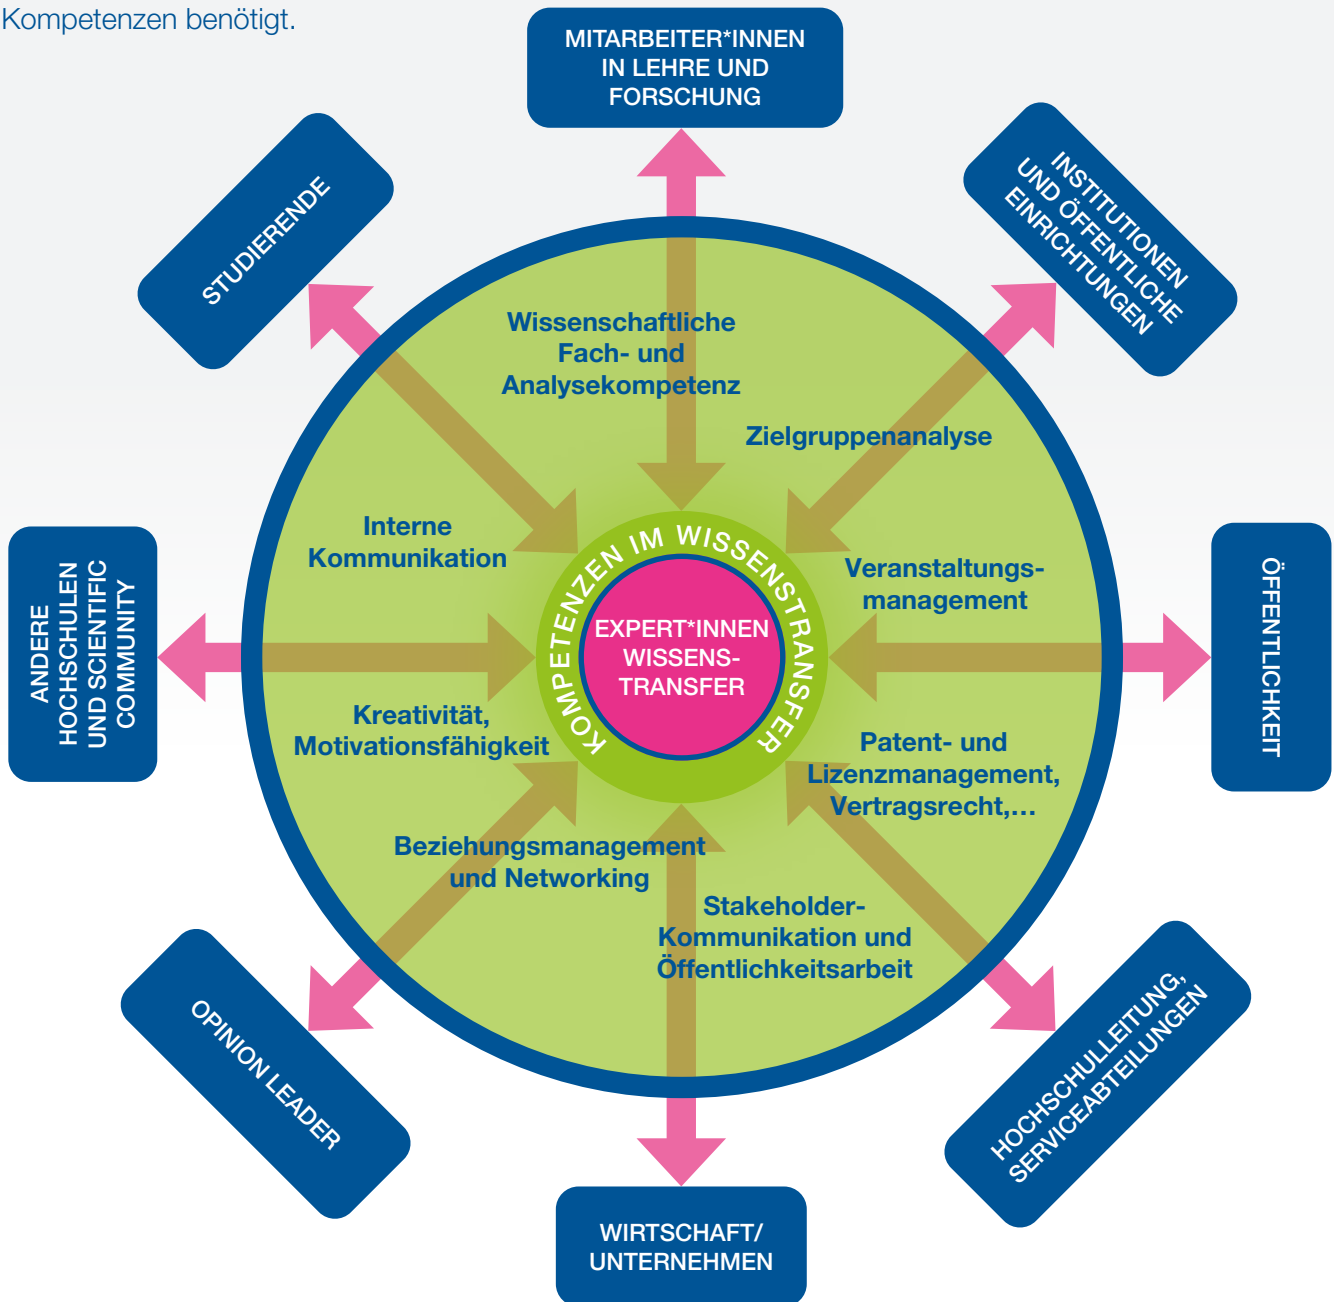 Kompetenzen benötigt.
MITARBEITER*INNEN
IN LEHRE UND
FORSCHUNG
STUDIERENDE
INSTITUTIONEN
UND ÖFFENTLICHE
EINRICHTUNGEN
Wissenschaftliche
Fach- und
Analysekompetenz
Zielgruppenanalyse
Interne
Kommunikation
Veranstaltungs-
management
ANDERE
HOCHSCHULEN
UND SCIENTIFIC
COMMUNITY
KOMPETENZEN IM WISSENSTRANSFER
EXPERT*INNEN
WISSENS-
TRANSFER
ÖFFENTLICHKEIT
Kreativität,
Motivationsfähigkeit
Patent- und
Lizenzmanagement,
Vertragsrecht,…
Beziehungsmanagement
und Networking
Stakeholder-
Kommunikation und
Öffentlichkeitsarbeit
OPINION LEADER
HOCHSCHULLEITUNG,
SERVICEABTEILUNGEN
WIRTSCHAFT/
UNTERNEHMEN